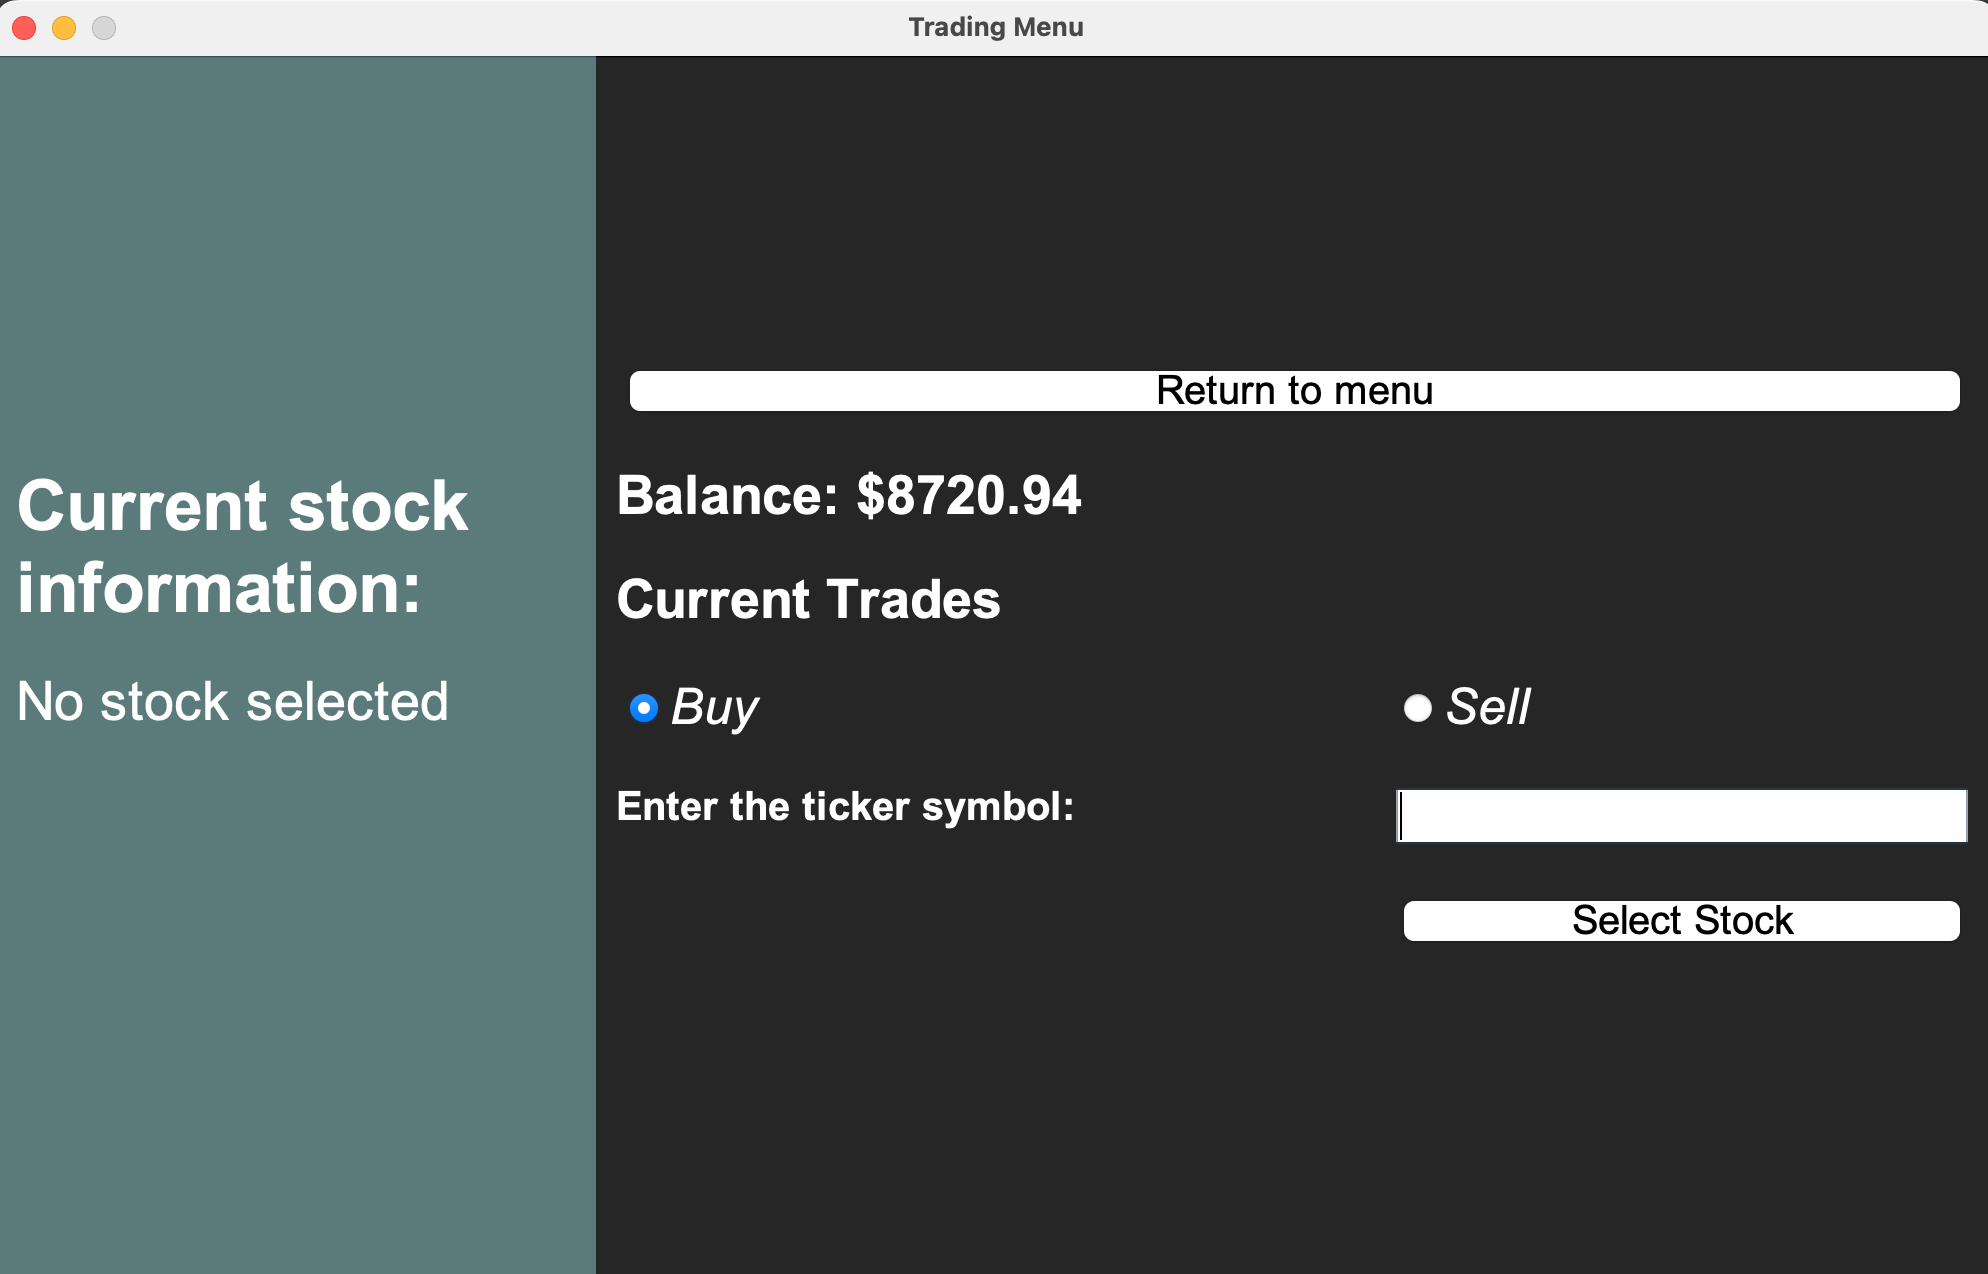 Trading Menu
Current stock
information:
No stock selected
Return to menu
Balance: $8720.94
Current Trades
Buy
Sell
Enter the ticker symbol:
Select Stock